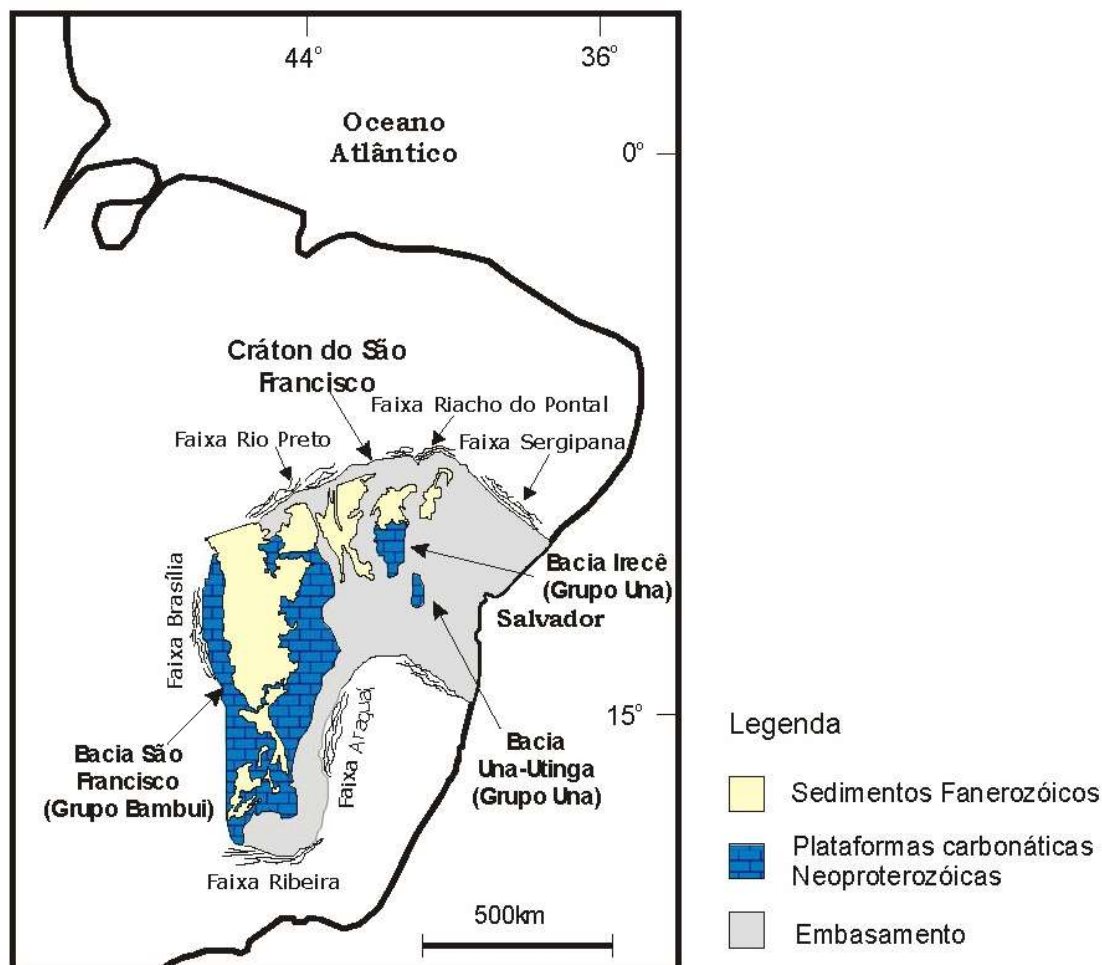 44°
36°
Oceano
Atlântico
0°
Cráton do São
Francisco
Faixa Riacho do Pontal
Faixa Rio Preto
Faixa Sergipana
Bacia Irecê
(Grupo Una)
Salvador
Faixa Brasília
15°
Faixa Araguaí
Bacia São
Francisco
(Grupo Bambui)
Bacia
Una-Utinga
(Grupo Una)
Faixa Ribeira
500km
Legenda
Sedimentos Fanerozóicos
Plataformas carbonáticas
Neoproterozóicas
Embasamento